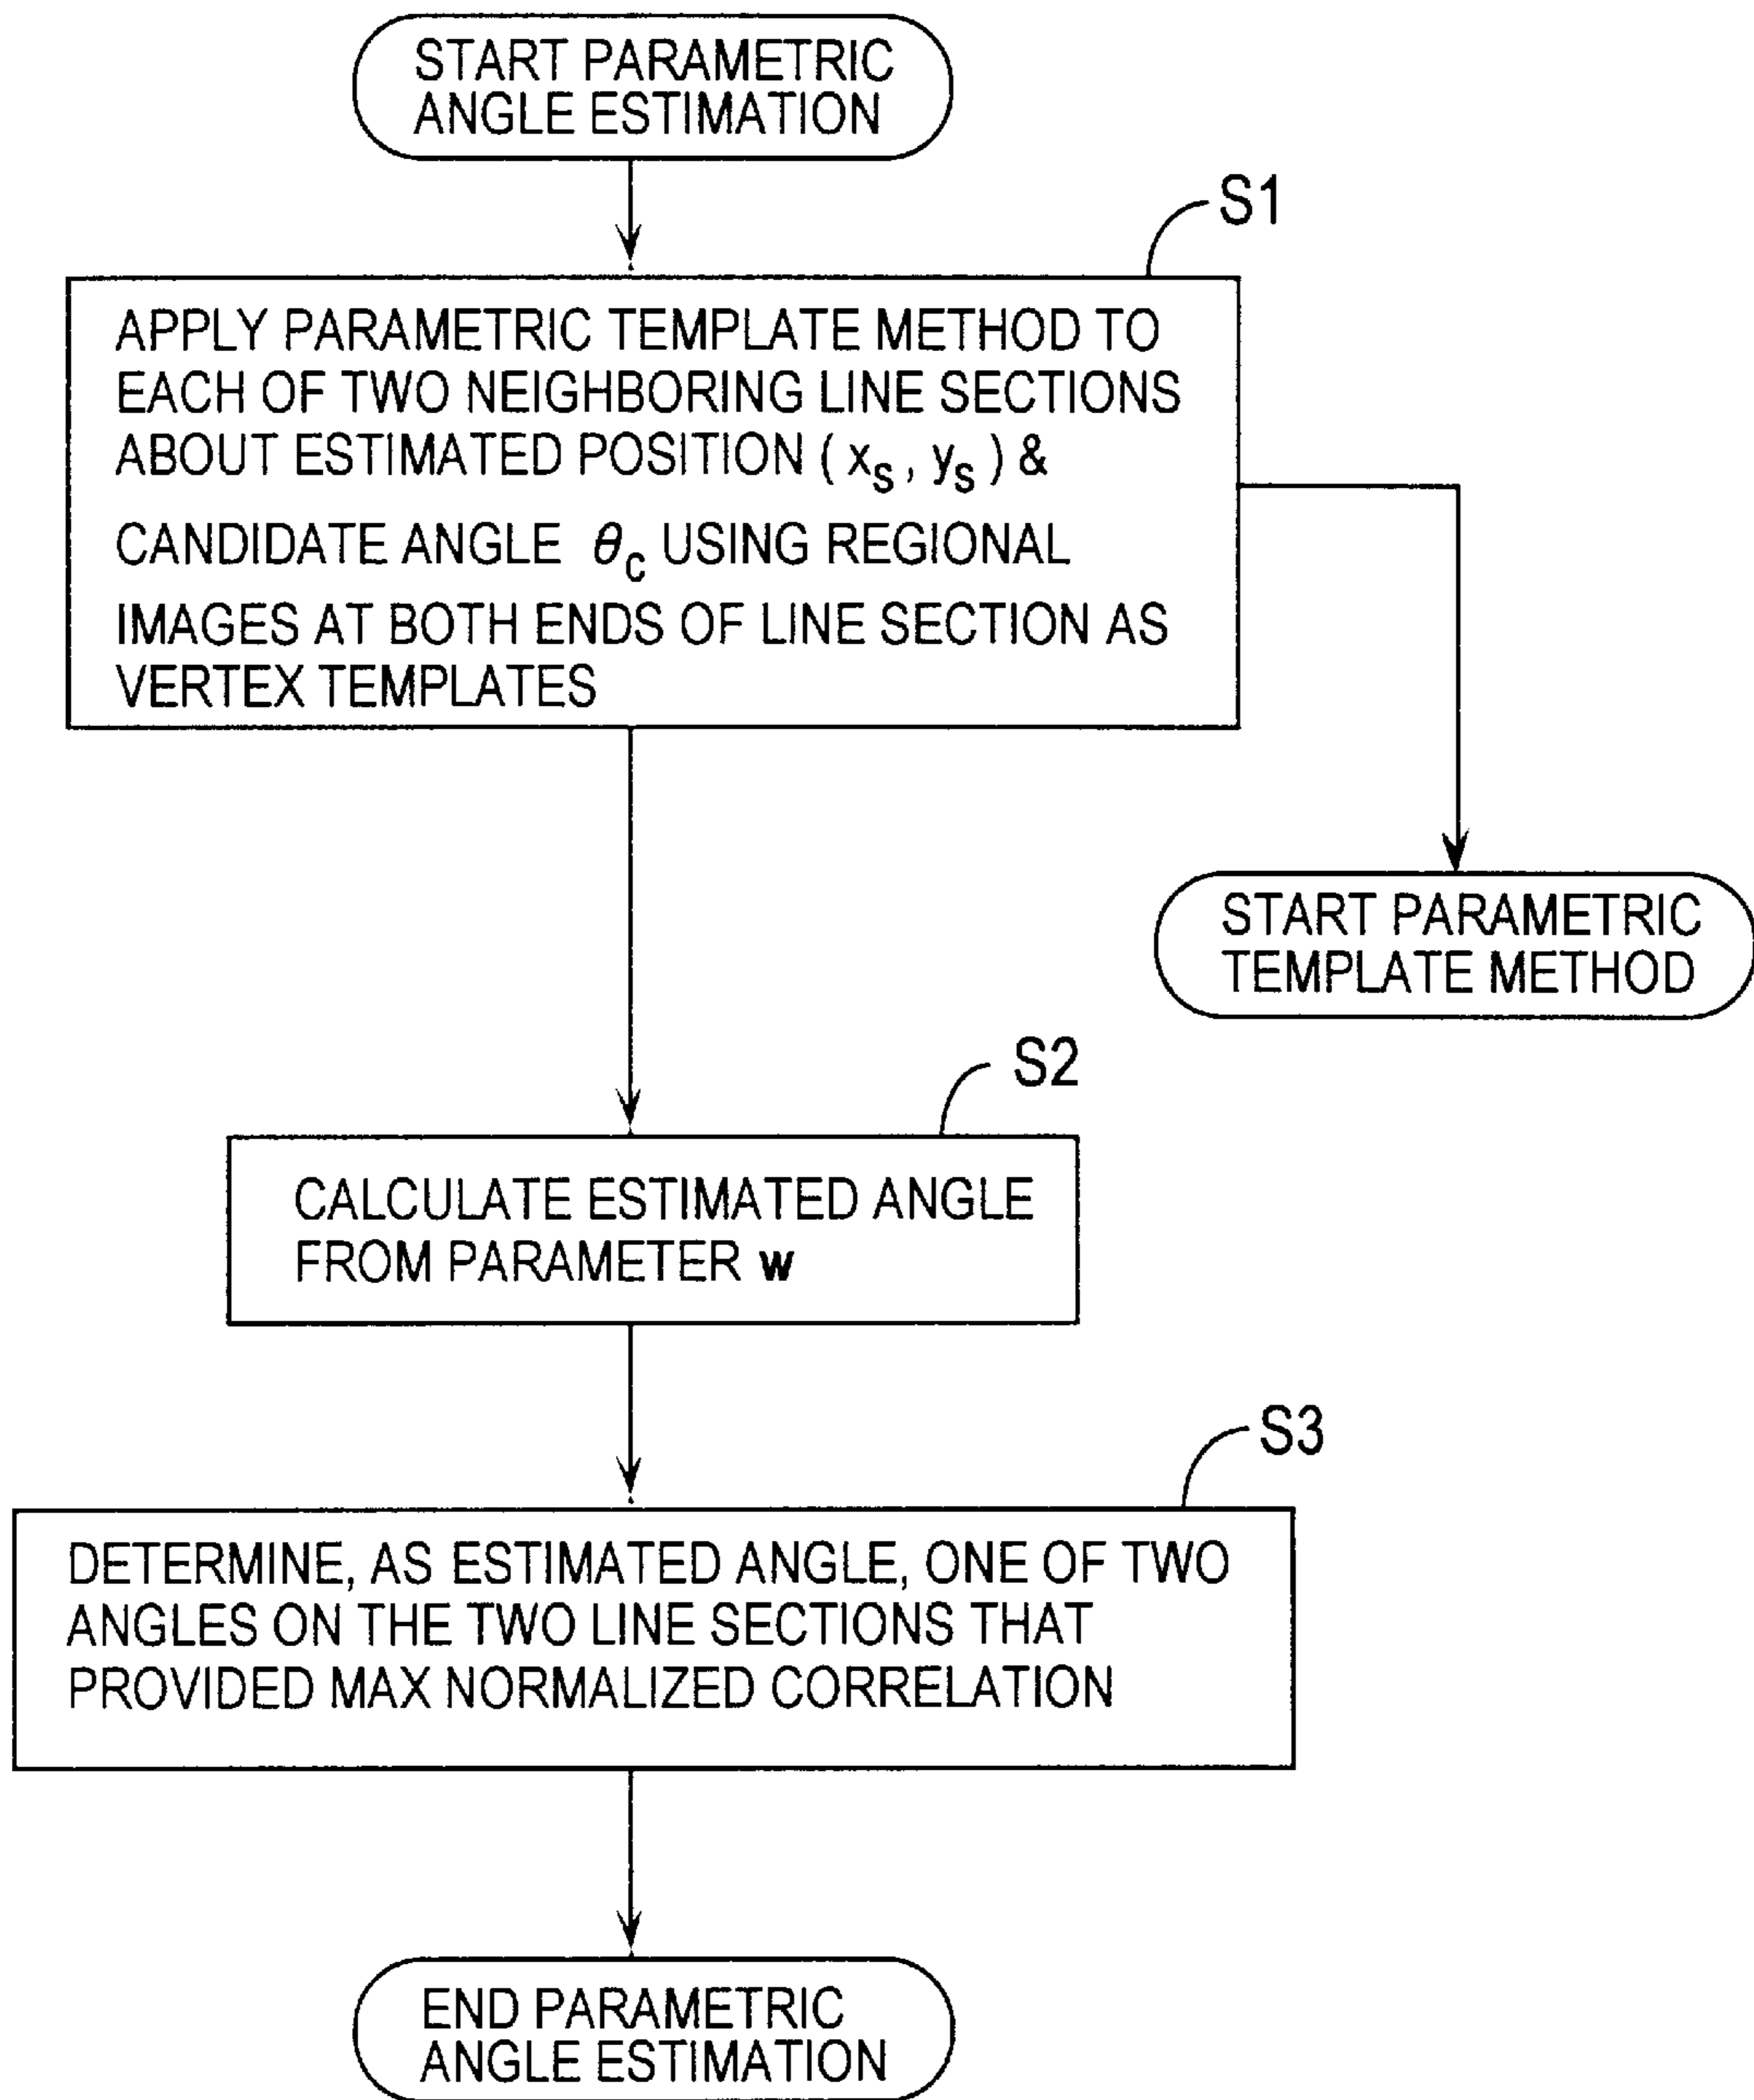 START PARAMETRIC
ANGLE ESTIMATION
S1
APPLY PARAMETRIC TEMPLATE METHOD TO
EACH OF TWO NEIGHBORING LINE SECTIONS
ABOUT ESTIMATED POSITION ( x_s , y_s ) &
CANDIDATE ANGLE θ_c USING REGIONAL
IMAGES AT BOTH ENDS OF LINE SECTION AS
VERTEX TEMPLATES
START PARAMETRIC
TEMPLATE METHOD
S2
CALCULATE ESTIMATED ANGLE
FROM PARAMETER w
S3
DETERMINE, AS ESTIMATED ANGLE, ONE OF TWO
ANGLES ON THE TWO LINE SECTIONS THAT
PROVIDED MAX NORMALIZED CORRELATION
END PARAMETRIC
ANGLE ESTIMATION